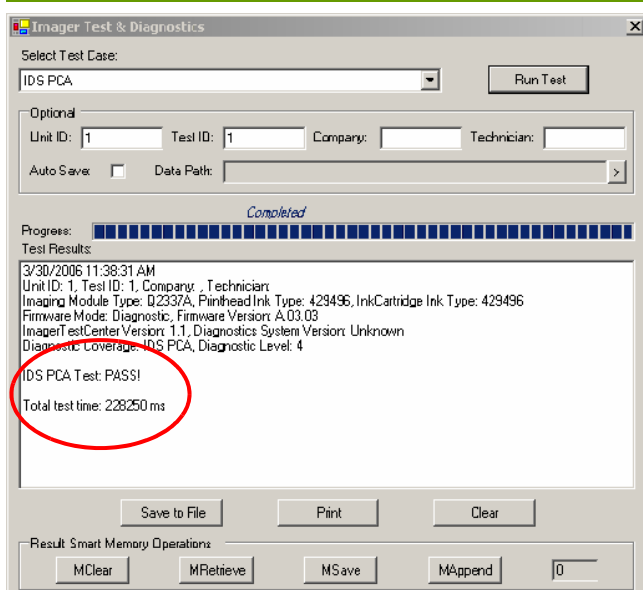 Imager Test & Diagnostics
Select Test Case:
IDS PCA
Run Test
Optional
Unit ID: 1 Test ID: 1 Company: Technician:
Auto Save: Data Path: >
Completed
Progress:
Test Results:
3/30/2006 11:38:31 AM
Unit ID: 1, Test ID: 1, Company: , Technician:
Imaging Module Type: Q2337A, Printhead Ink Type: 429496, InkCartridge Ink Type: 429496
Firmware Mode: Diagnostic, Firmware Version: A.03.03
ImagerTestCenter Version: 1.1, Diagnostics System Version: Unknown
Diagnostic Coverage: IDS PCA, Diagnostic Level: 4
IDS PCA Test: PASS!
Total test time: 228250 ms
Save to File Print Clear
Result Smart Memory Operations
MClear MRetrieve MSave MAppend 0